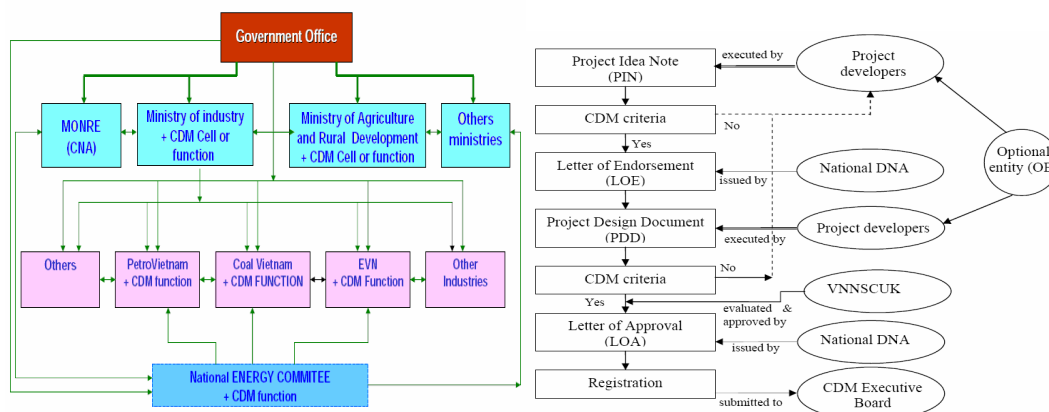 Government Office
MONRE
(CNA)
Ministry of industry
+ CDM Cell or
function
Ministry of Agriculture
and Rural Development
+ CDM Cell or function
Others
ministries
Others
PetroVietnam
+ CDM function
Coal Vietnam
+ CDM FUNCTION
EVN
+ CDM Function
Other
Industries
National ENERGY COMMITEE
+ CDM function
Project Idea Note
(PIN)
executed by
Project
developers
CDM criteria
No
Yes
Letter of Endorsement
(LOE)
issued by
National DNA
Optional
entity (OE
Project Design Document
(PDD)
executed by
Project developers
CDM criteria
No
Yes
evaluated &
approved by
VNNSCUK
Letter of Approval
(LOA)
issued by
National DNA
Registration
submitted to
CDM Executive
Board